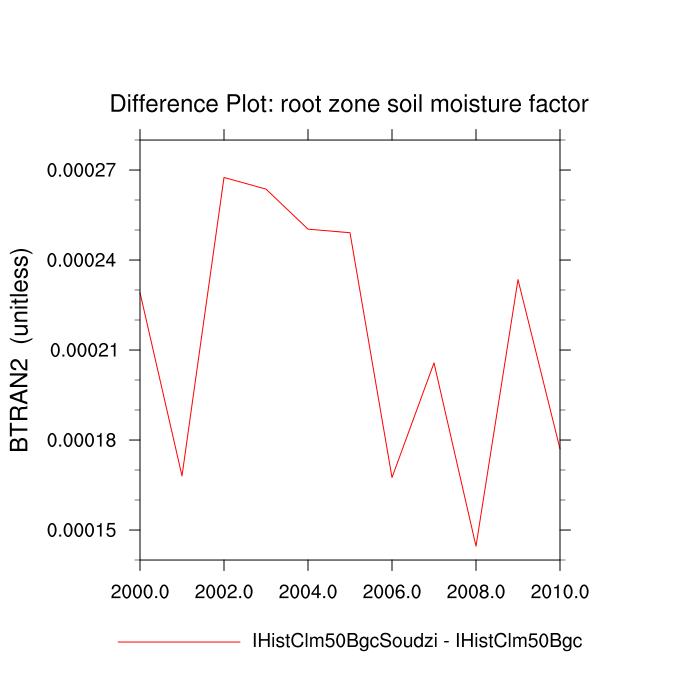 Difference Plot: root zone soil moisture factor
BTRAN2 (unitless)
0.00027
0.00024
0.00021
0.00018
0.00015
2000.0 2002.0 2004.0 2006.0 2008.0 2010.0
IHistClm50BgcSoudzi - IHistClm50Bgc